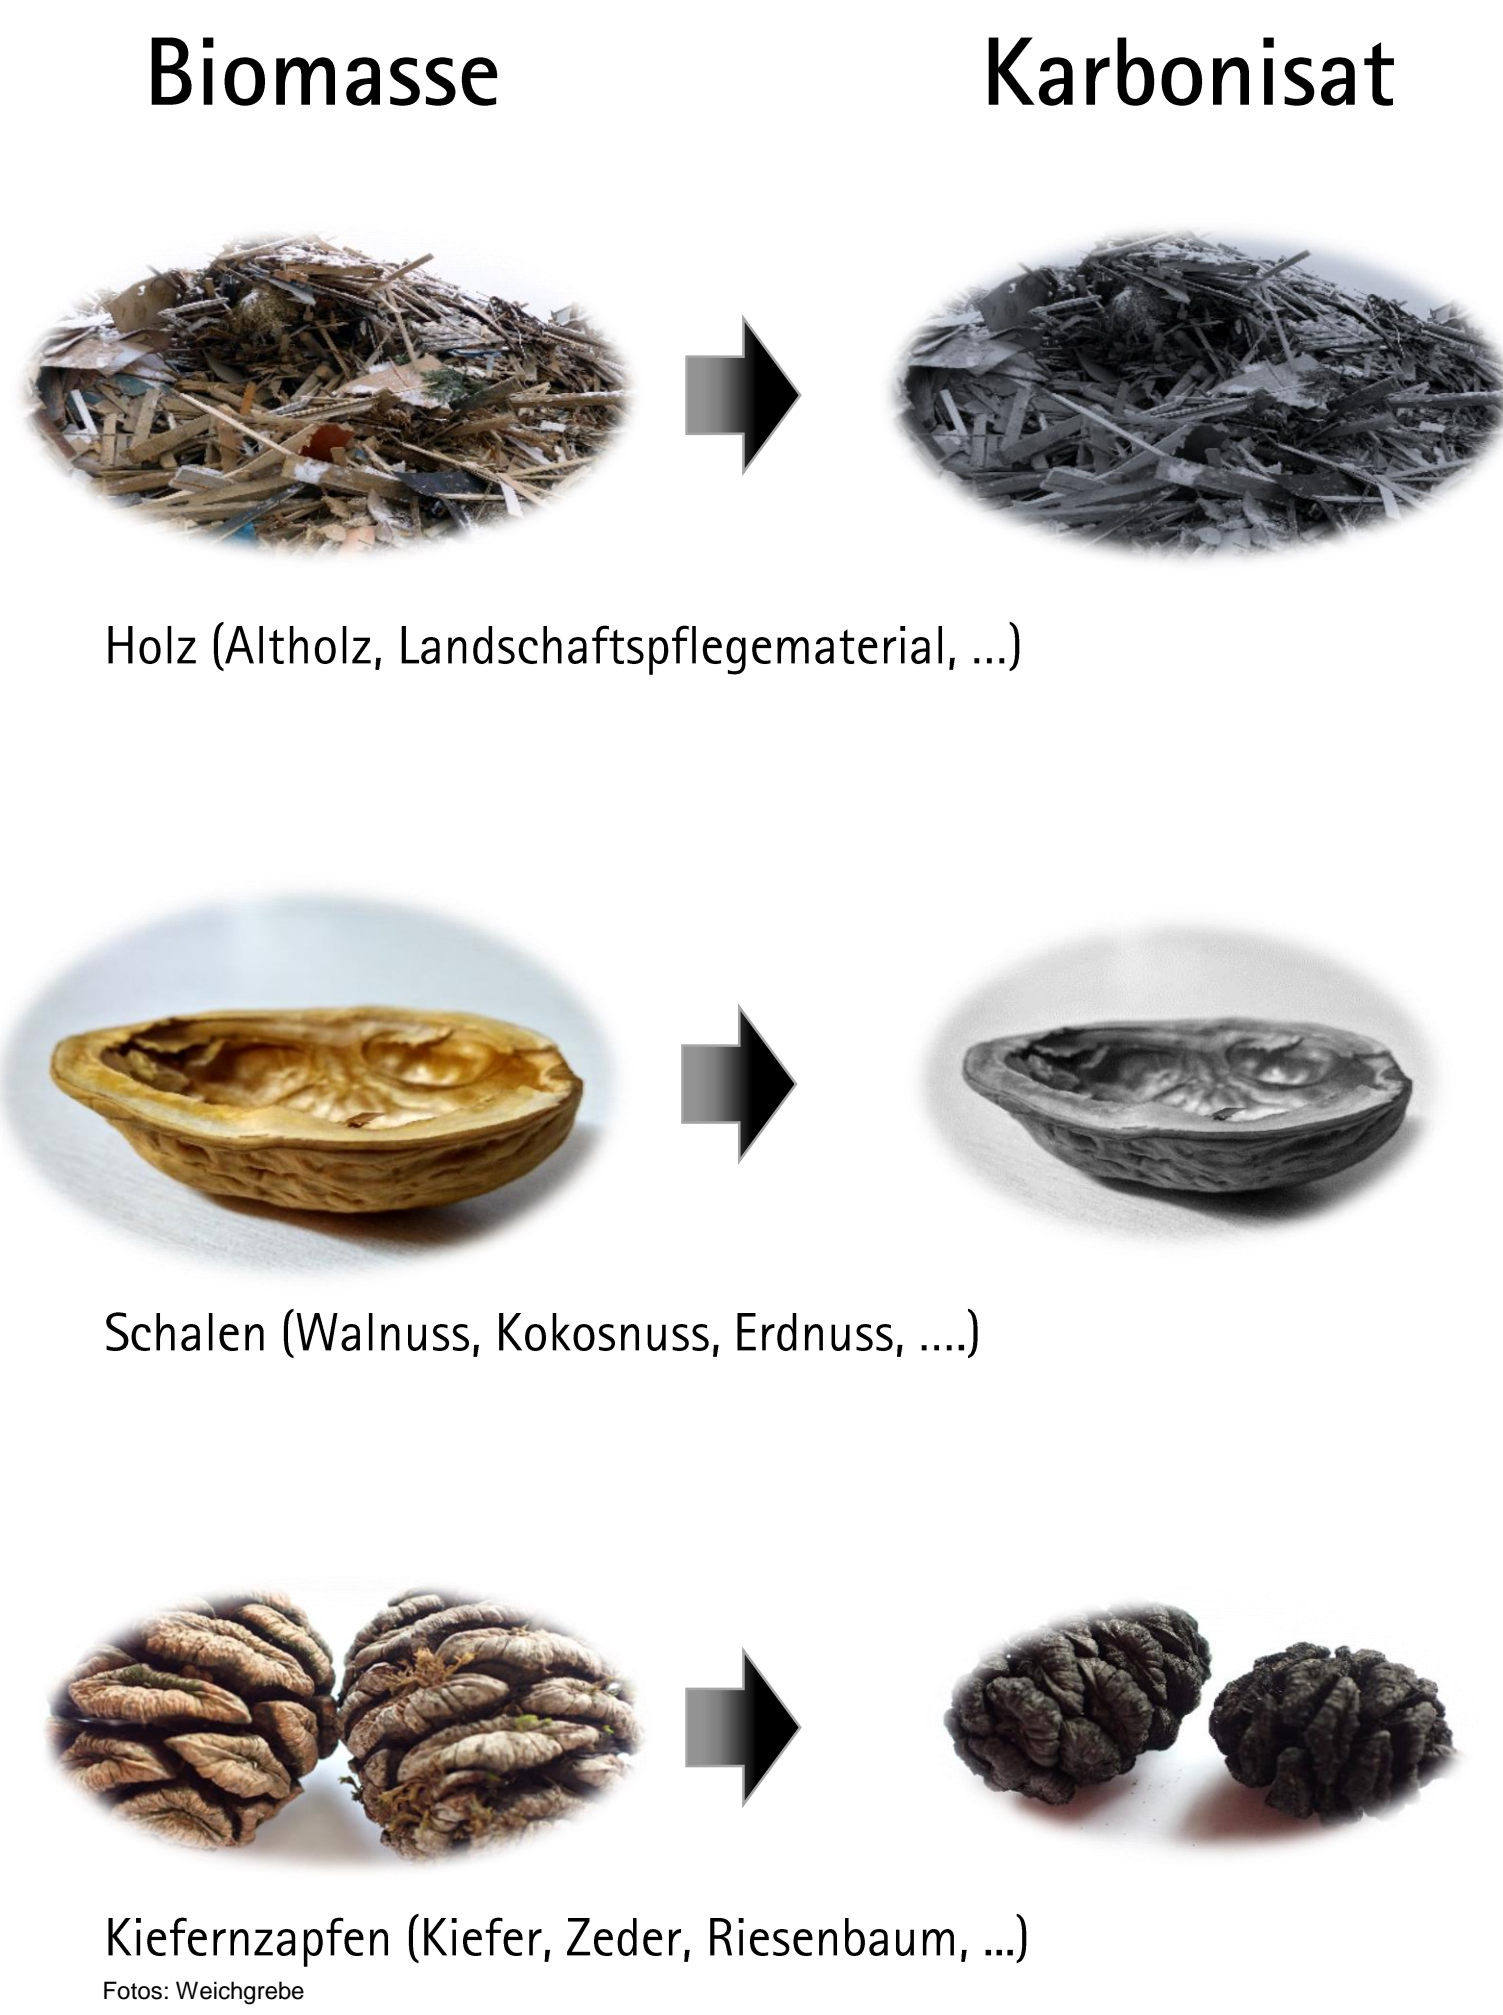 Biomasse
Karbonisat
Holz (Altholz, Landschaftspflegematerial, ...)
Schalen (Walnuss, Kokosnuss, Erdnuss, ....)
Kiefernzapfen (Kiefer, Zeder, Riesenbaum, ...)
Fotos: Weichgrebe